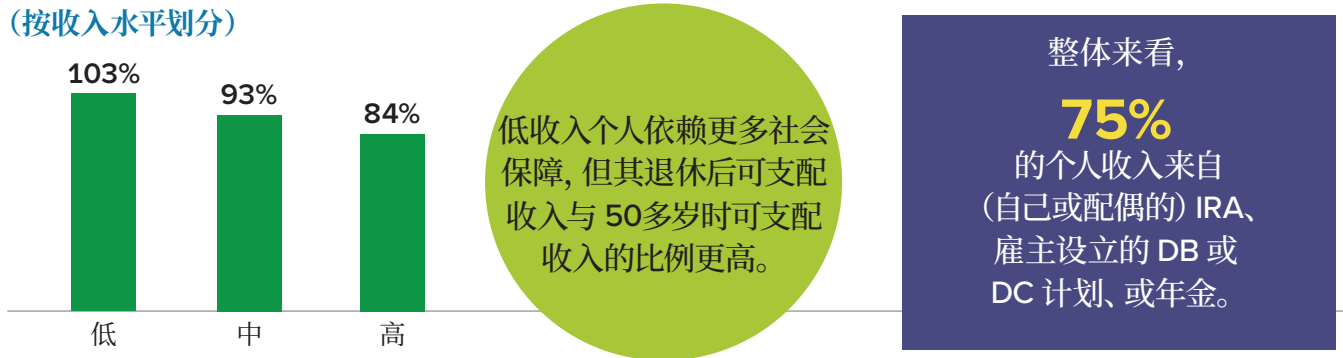 （按收入水平划分）
103%
93%
84%
低
中
高
低收入个人依赖更多社会
保障，但其退休后可支配
收入与 50多岁时可支配
收入的比例更高。
整体来看，
75%
的个人收入来自
（自己或配偶的）IRA、
雇主设立的 DB 或
DC 计划、或年金。